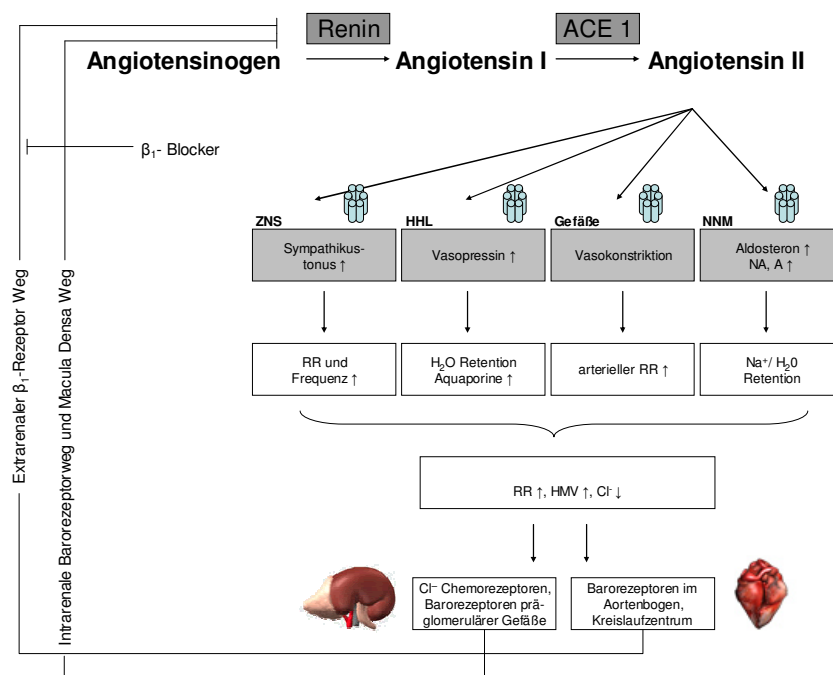 Renin
ACE 1
Angiotensinogen
Angiotensin I
Angiotensin II
β₁- Blocker
ZNS
HHL
Gefäße
NNM
Sympathikus-
tonus ↑
Vasopressin ↑
Vasokonstriktion
Aldosteron ↑
NA, A ↑
RR und
Frequenz ↑
H₂O Retention
Aquaporine ↑
arterieller RR ↑
Na⁺/ H₂0
Retention
RR ↑, HMV ↑, Cl⁻ ↓
Cl⁻ Chemorezeptoren,
Barorezeptoren prä-
glomerulärer Gefäße
Barorezeptoren im
Aortenbogen,
Kreislaufzentrum
Extrarenaler β₁-Rezeptor Weg
Intrarenale Barorezeptorweg und Macula Densa Weg